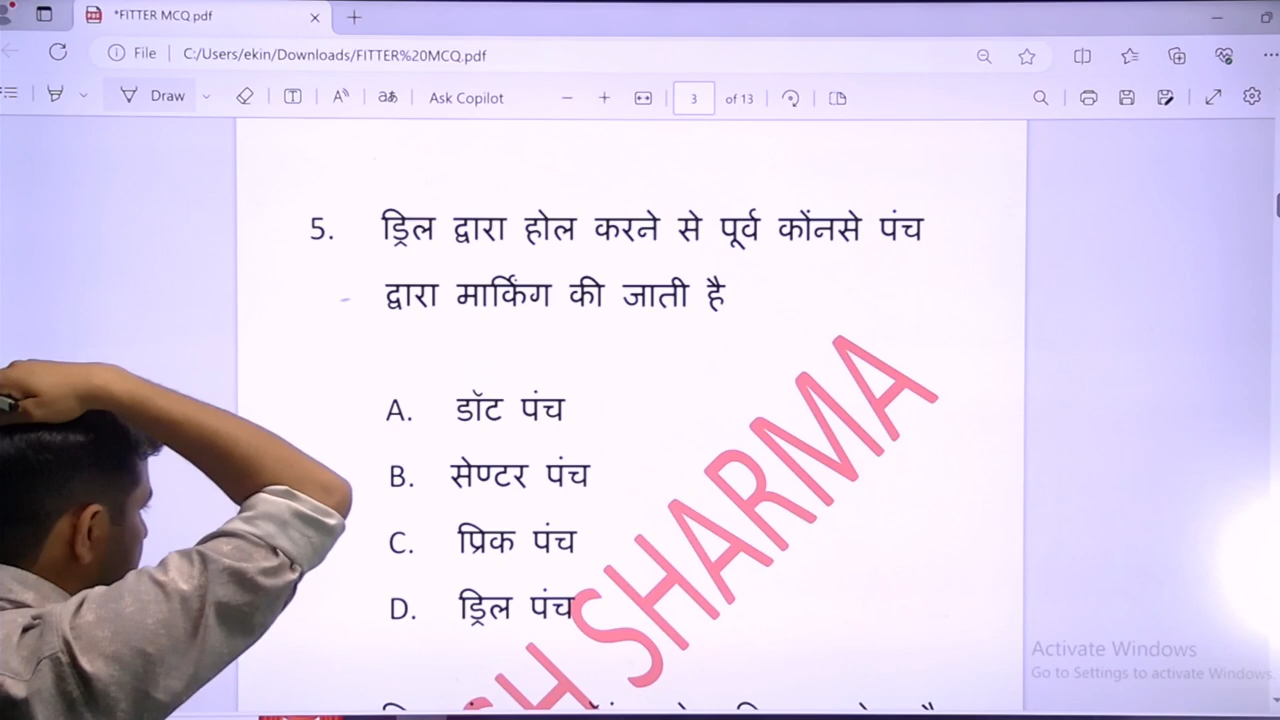 *FITTER MCQ.pdf
File
C:/Users/ekin/Downloads/FITTER%20MCQ.pdf
Draw
Ask Copilot
3 of 13
5. ड्रिल द्वारा होल करने से पूर्व कोंनसे पंच
द्वारा मार्किंग की जाती है
A. डॉट पंच
B. सेण्टर पंच
C. प्रिक पंच
D. ड्रिल पंच
SH SHARMA
Activate Windows
Go to Settings to activate Windows.